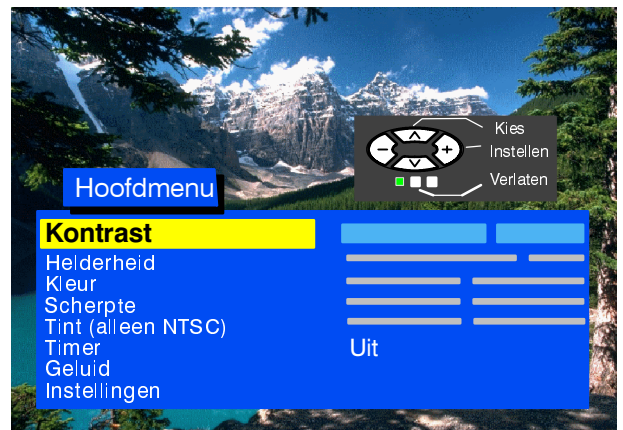 Kies
Instellen
Verlaten
Hoofdmenu
Kontrast
Helderheid
Kleur
Scherpte
Tint (alleen NTSC)
Timer Uit
Geluid
Instellingen